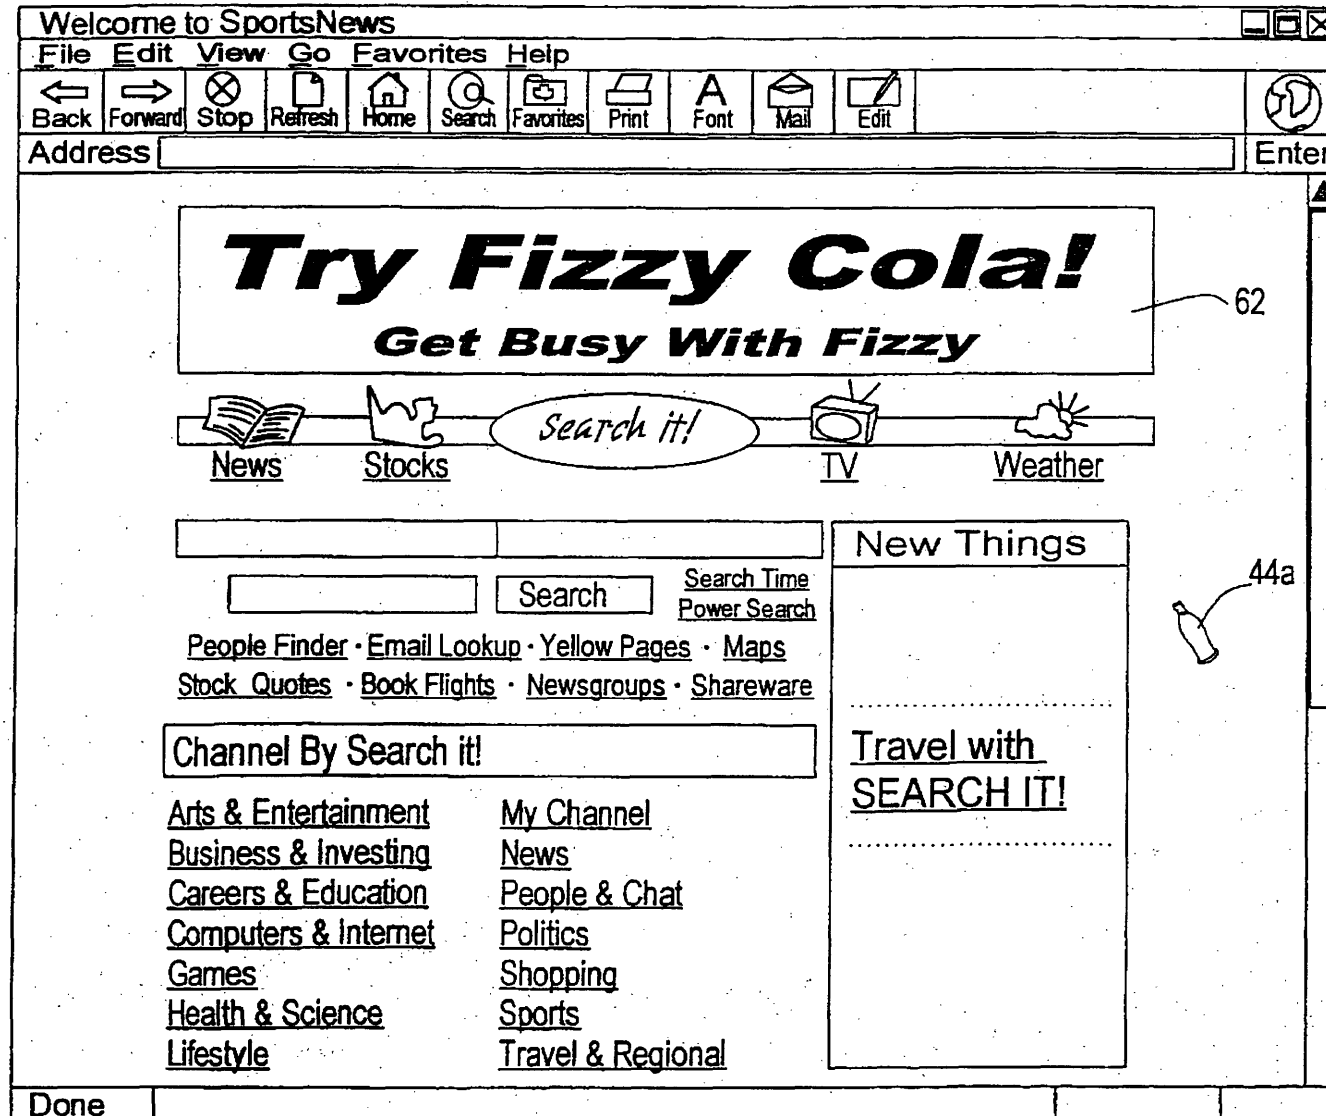 Welcome to SportsNews
File Edit View Go Favorites Help
Back Forward Stop Refresh Home Search Favorites Print Font Mail Edit
Address Enter
Try Fizzy Cola!
62
Get Busy With Fizzy
Search it!
News Stocks TV Weather
New Things
Search Search Time
Power Search
44a
People Finder · Email Lookup · Yellow Pages · Maps
Stock Quotes · Book Flights · Newsgroups · Shareware
Channel By Search it!
Travel with
SEARCH IT!
Arts & Entertainment My Channel
Business & Investing News
Careers & Education People & Chat
Computers & Internet Politics
Games Shopping
Health & Science Sports
Lifestyle Travel & Regional
Done